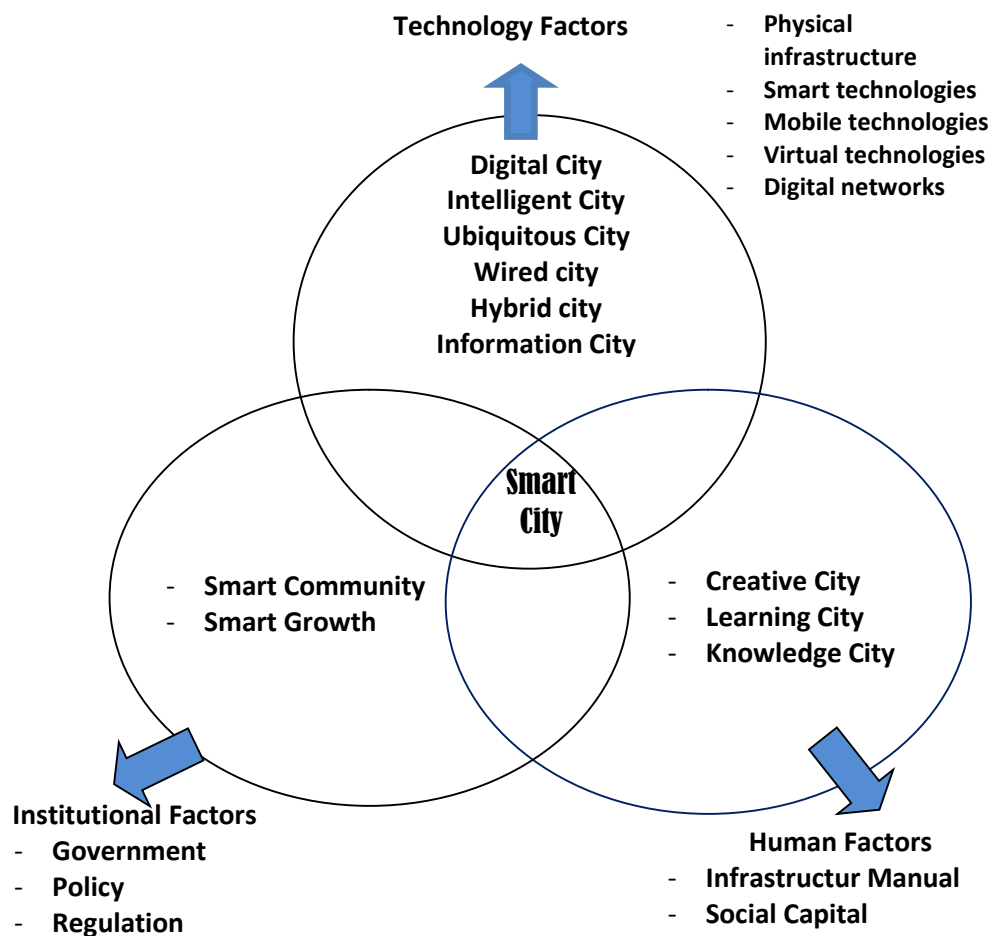 Technology Factors
- Physical
infrastructure
- Smart technologies
- Mobile technologies
- Virtual technologies
- Digital networks
Digital City
Intelligent City
Ubiquitous City
Wired city
Hybrid city
Information City
Smart
City
- Smart Community
- Smart Growth
- Creative City
- Learning City
- Knowledge City
Institutional Factors
- Government
- Policy
- Regulation
Human Factors
- Infrastructur Manual
- Social Capital